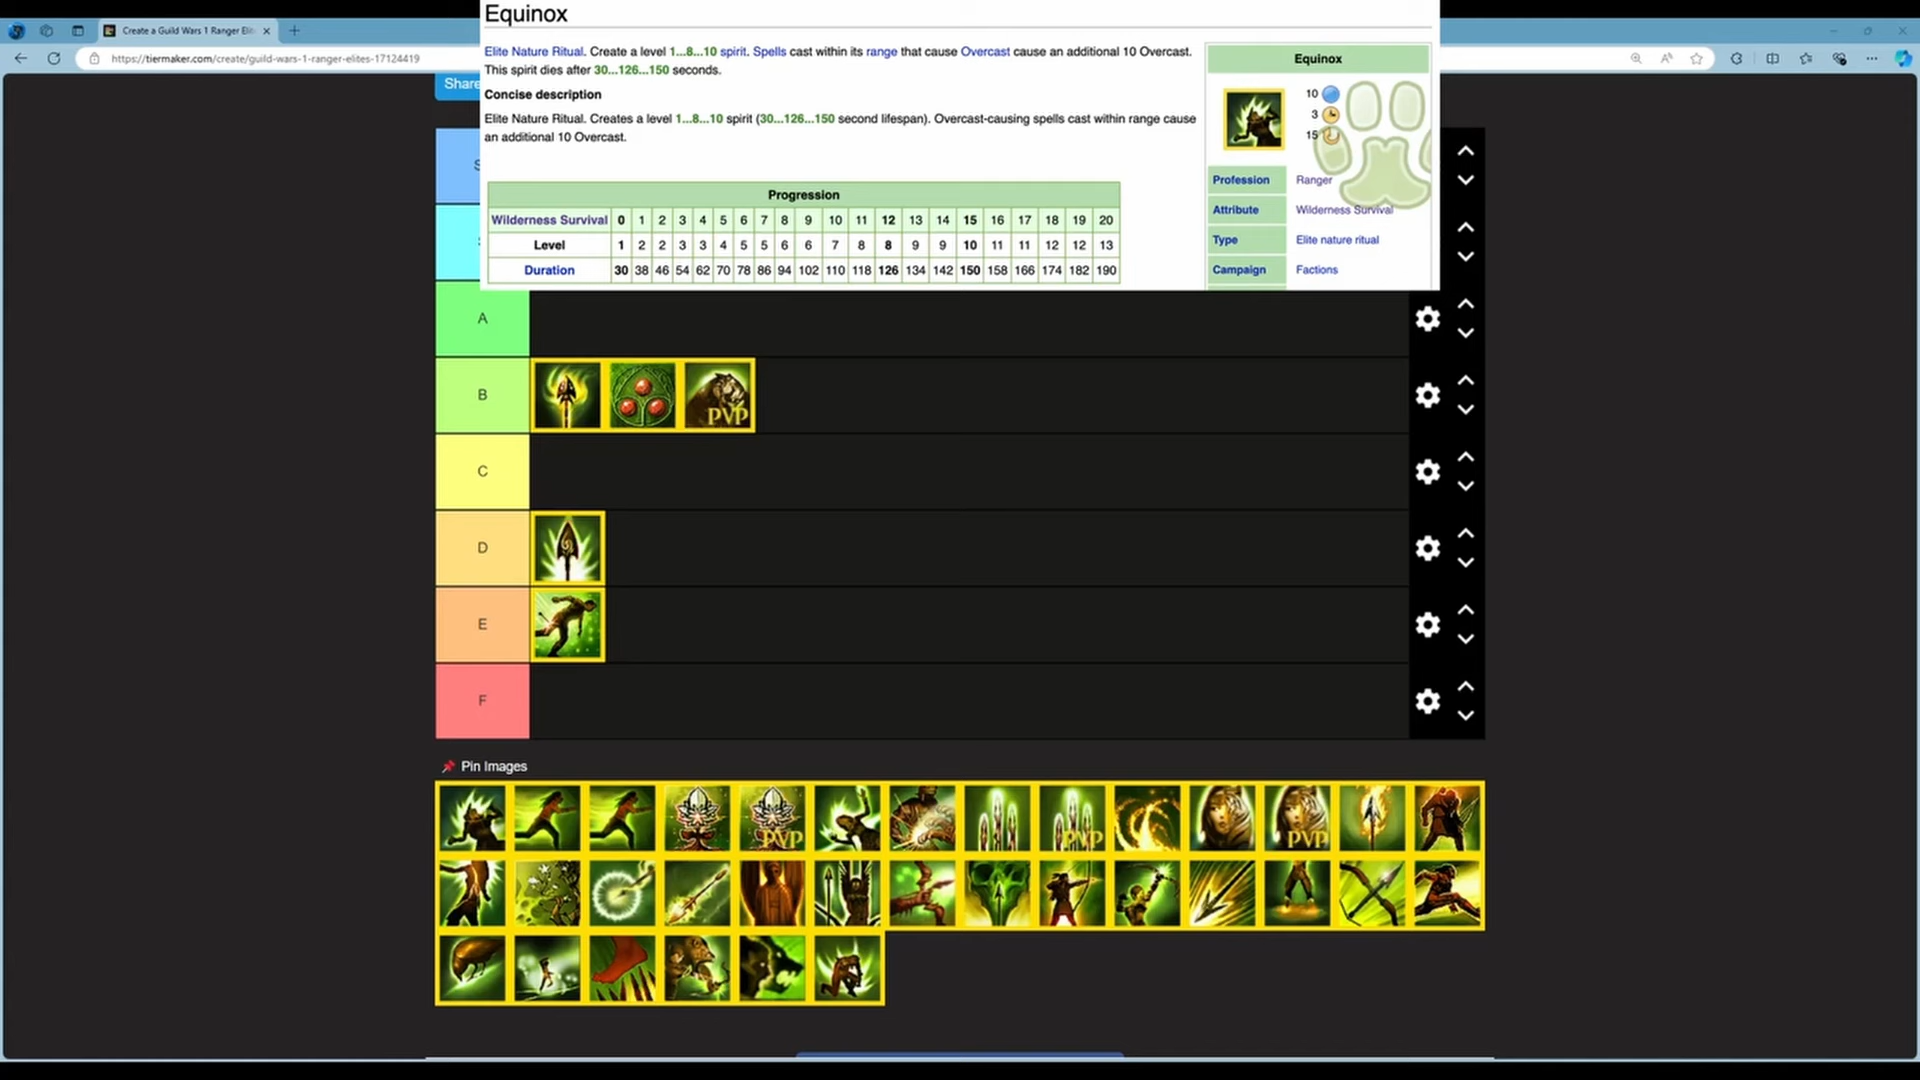 Equinox
Create a Guild Wars 1 Ranger Elit
https://tiermaker.com/create/guild-wars-1-ranger-elites-17124419
Share
Elite Nature Ritual. Create a level 1...8...10 spirit. Spells cast within its range that cause Overcast cause an additional 10 Overcast.
This spirit dies after 30...126...150 seconds.
Concise description
Elite Nature Ritual. Creates a level 1...8...10 spirit (30...126...150 second lifespan). Overcast-causing spells cast within range cause
an additional 10 Overcast.
Equinox
10
3
15
Profession Ranger
Attribute Wilderness Survival
Type Elite nature ritual
Campaign Factions
Progression
Wilderness Survival 0 1 2 3 4 5 6 7 8 9 10 11 12 13 14 15 16 17 18 19 20
Level 1 2 2 3 3 4 5 5 6 6 7 8 8 9 9 10 11 11 12 12 13
Duration 30 38 46 54 62 70 78 86 94 102 110 118 126 134 142 150 158 166 174 182 190
A
B
PVP
C
D
E
F
Pin Images
PVP
PVP
PVP